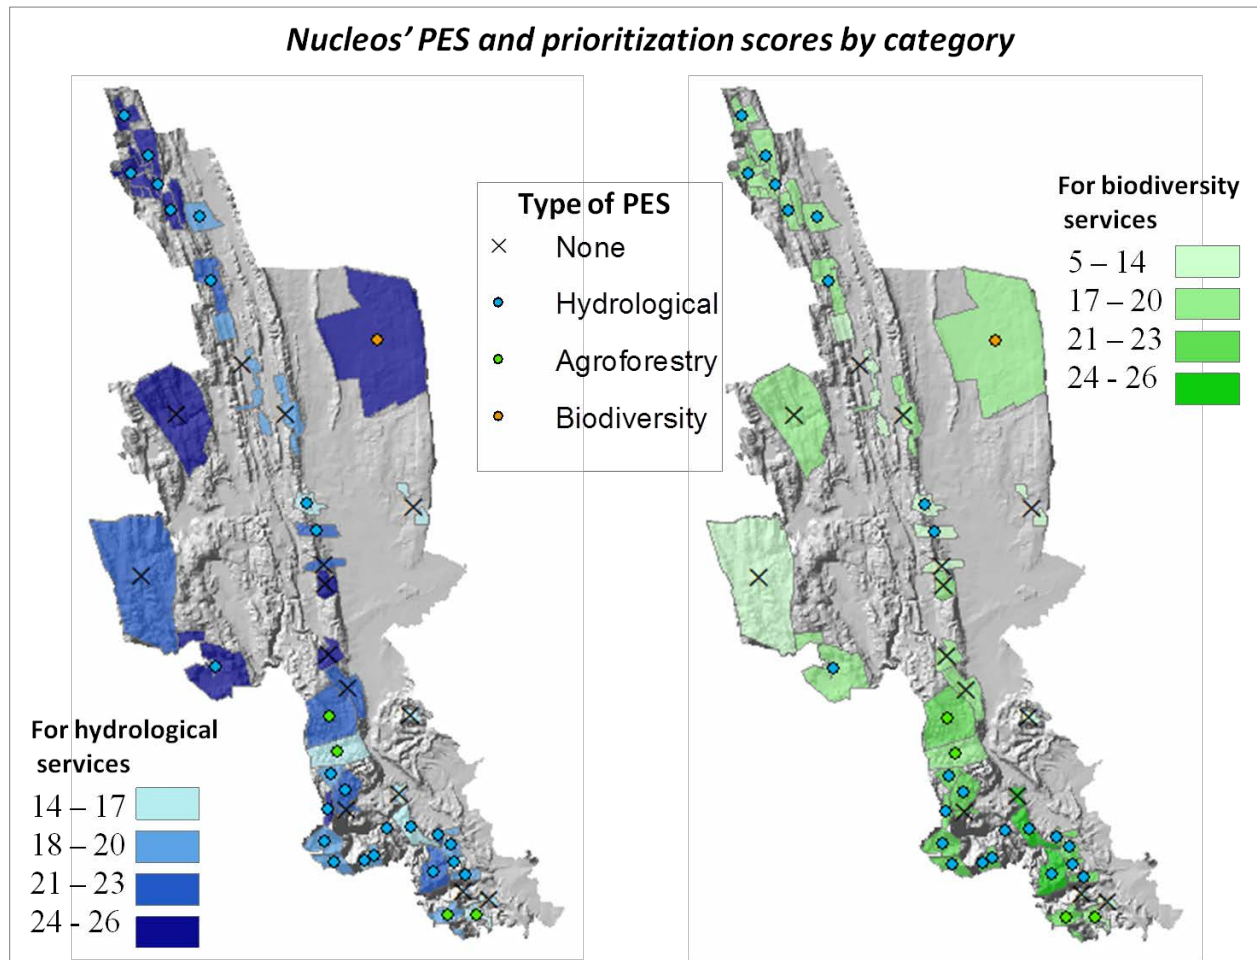 Nucleos' PES and prioritization scores by category
Type of PES
None
Hydrological
Agroforestry
Biodiversity
For biodiversity
services
5 – 14
17 – 20
21 – 23
24 - 26
For hydrological
services
14 – 17
18 – 20
21 – 23
24 - 26